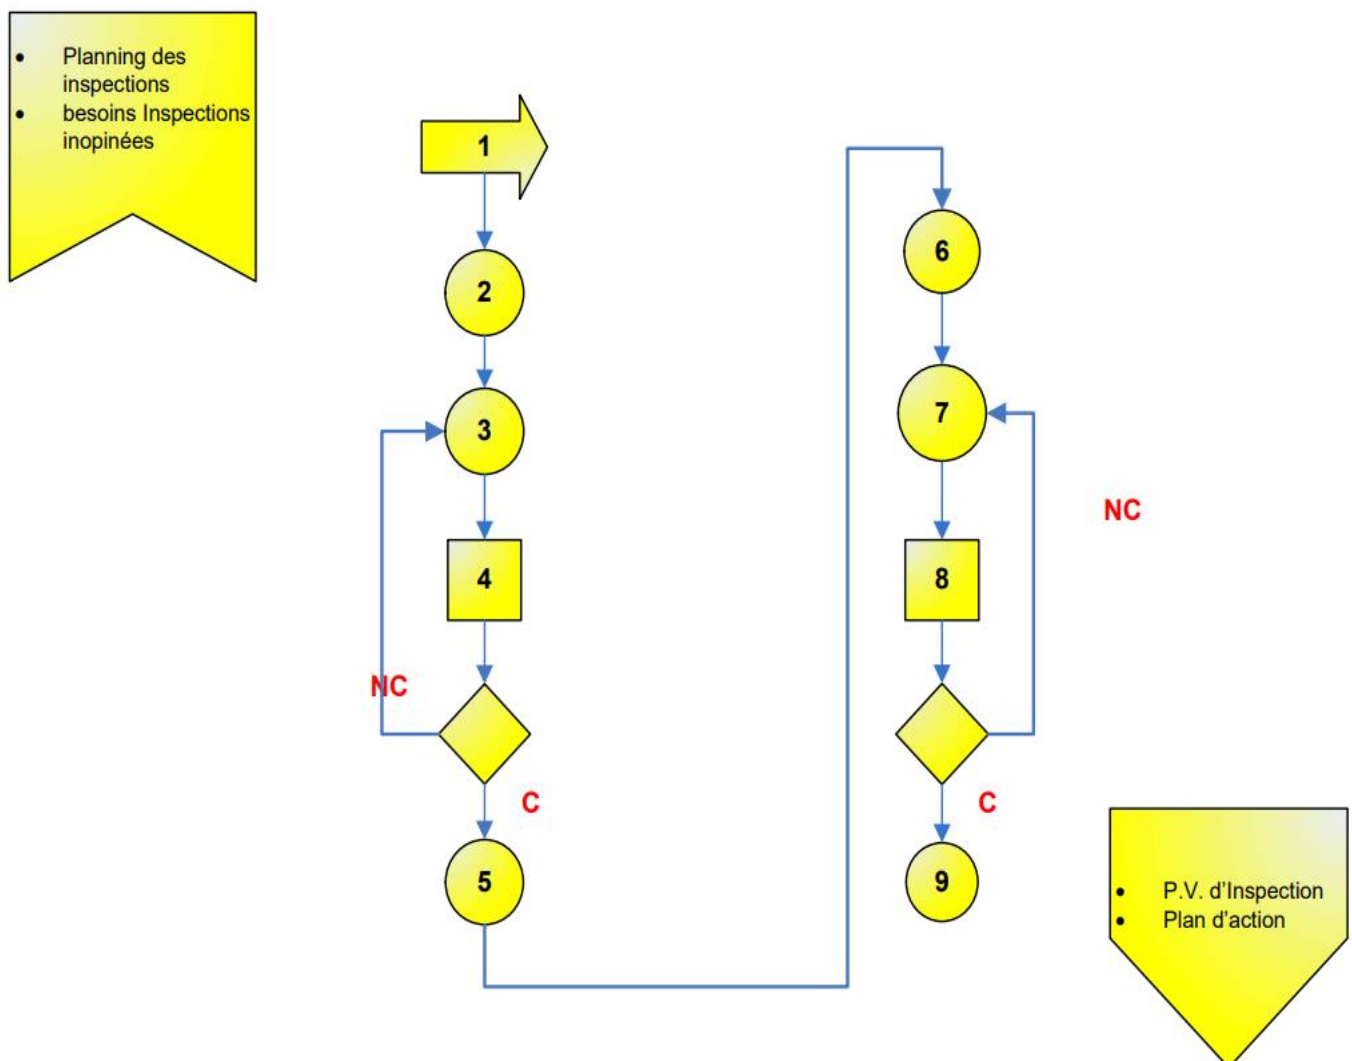 • Planning des
inspections
• besoins Inspections
inopinées
1
2
3
4
NC
C
5
6
7
NC
8
C
9
• P.V. d'Inspection
• Plan d'action